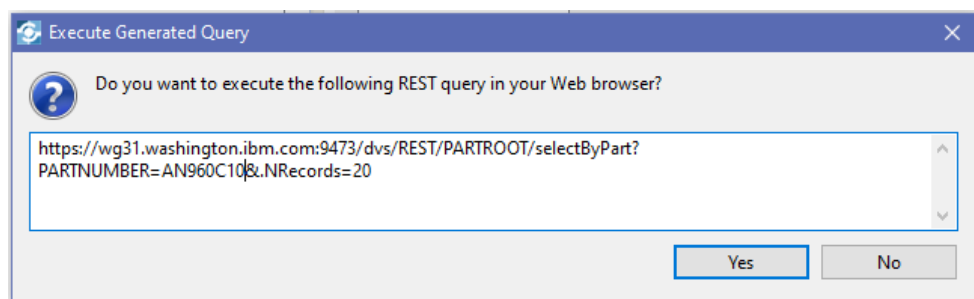 Execute Generated Query
Do you want to execute the following REST query in your Web browser?
https://wg31.washington.ibm.com:9473/dvs/REST/PARTROOT/selectByPart?
PARTNUMBER=AN960C10&.NRecords=20
Yes No